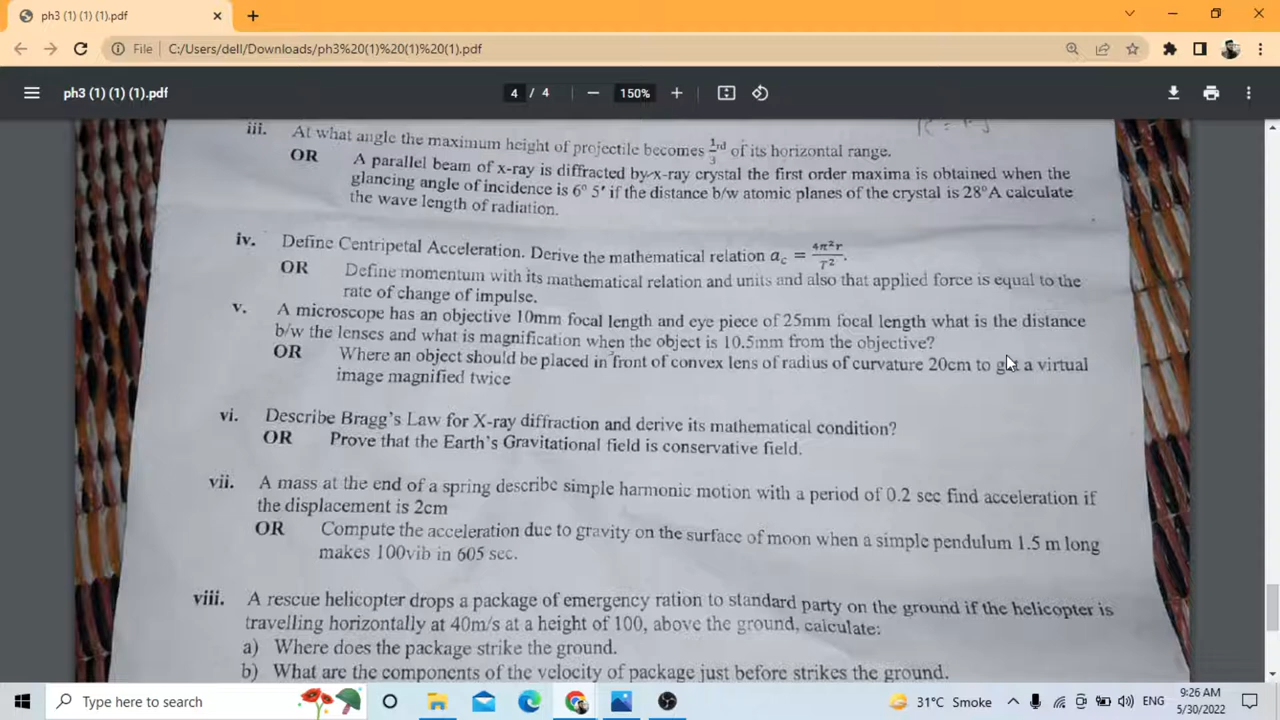 ph3 (1) (1) (1).pdf
File C:/Users/dell/Downloads/ph3%20(1)%20(1)%20(1).pdf
ph3 (1) (1) (1).pdf 4 / 4 150%
iii. At what angle the maximum height of projectile becomes 1/3 rd of its horizontal range.
OR A parallel beam of x-ray is diffracted by x-ray crystal the first order maxima is obtained when the
glancing angle of incidence is 6° 5′ if the distance b/w atomic planes of the crystal is 28°A calculate
the wave length of radiation.
iv. Define Centripetal Acceleration. Derive the mathematical relation a_c = 4π²r/T².
OR Define momentum with its mathematical relation and units and also that applied force is equal to the
rate of change of impulse.
v. A microscope has an objective 10mm focal length and eye piece of 25mm focal length what is the distance
b/w the lenses and what is magnification when the object is 10.5mm from the objective?
OR Where an object should be placed in front of convex lens of radius of curvature 20cm to get a virtual
image magnified twice
vi. Describe Bragg's Law for X-ray diffraction and derive its mathematical condition?
OR Prove that the Earth's Gravitational field is conservative field.
vii. A mass at the end of a spring describe simple harmonic motion with a period of 0.2 sec find acceleration if
the displacement is 2cm
OR Compute the acceleration due to gravity on the surface of moon when a simple pendulum 1.5 m long
makes 100vib in 605 sec.
viii. A rescue helicopter drops a package of emergency ration to standard party on the ground if the helicopter is
travelling horizontally at 40m/s at a height of 100, above the ground, calculate:
a) Where does the package strike the ground.
b) What are the components of the velocity of package just before strikes the ground.
Type here to search
31°C Smoke
ENG
9:26 AM
5/30/2022